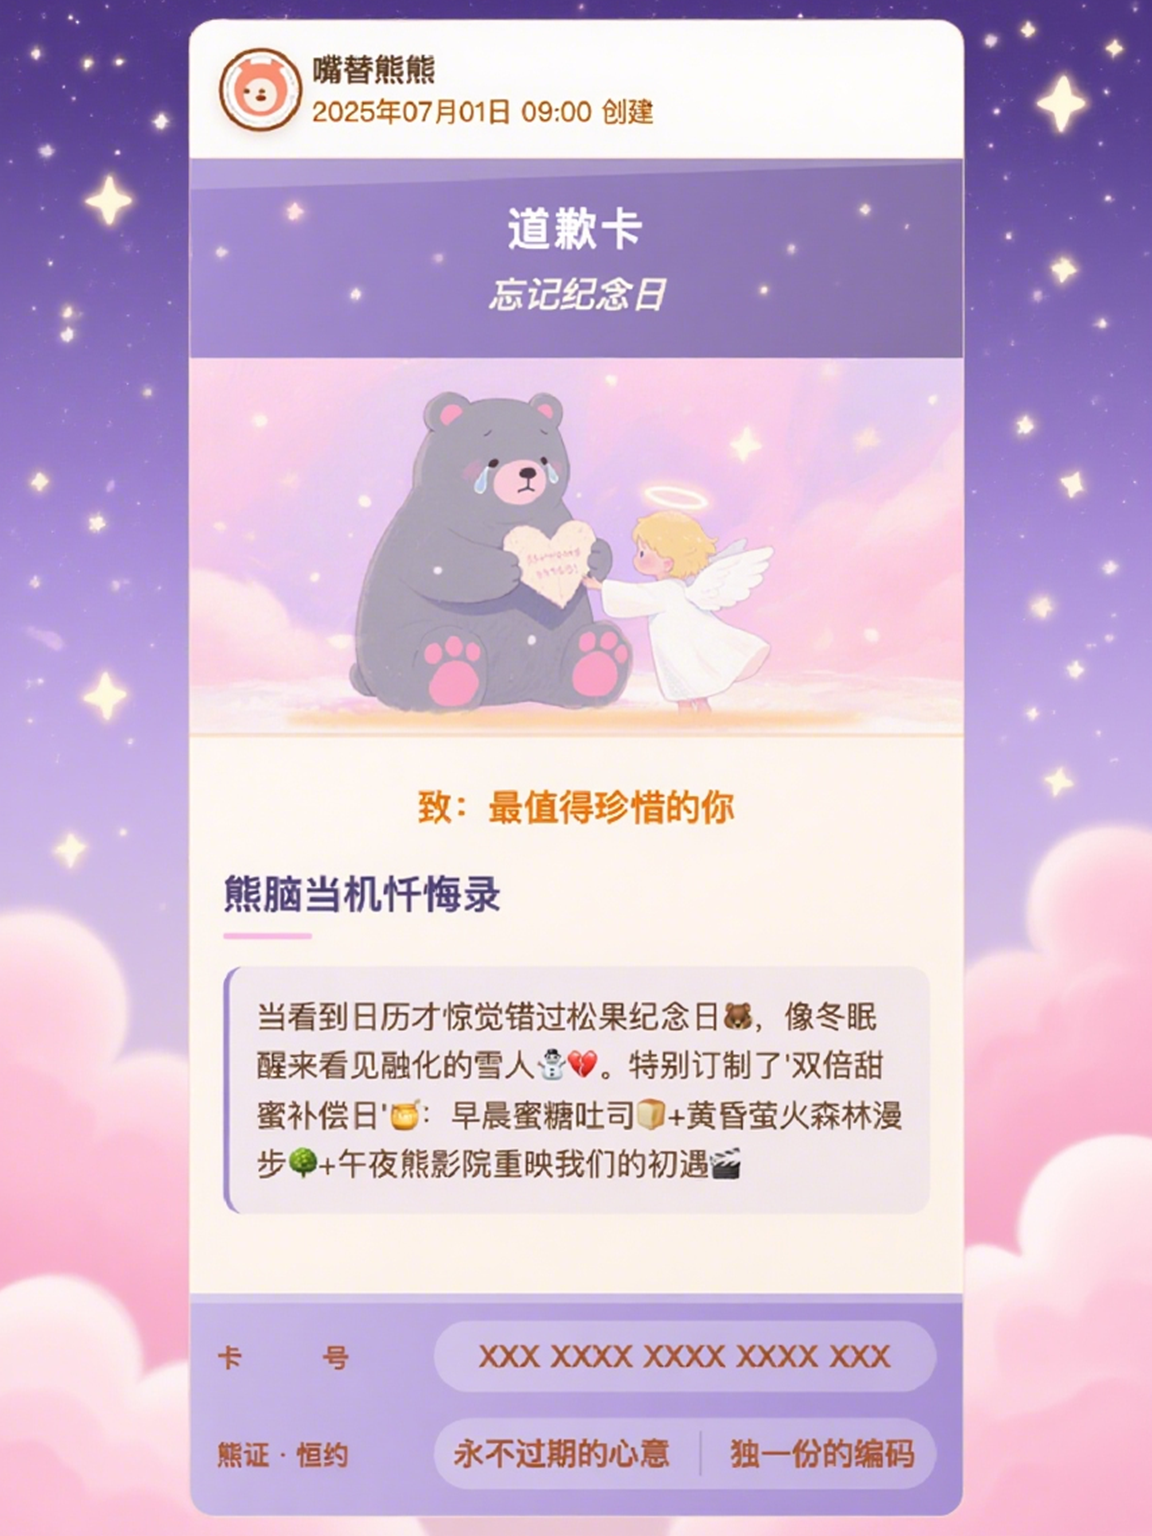 嘴替熊熊
2025年07月01日 09:00 创建
道歉卡
忘记纪念日
致：最值得珍惜的你
熊脑当机忏悔录
当看到日历才惊觉错过松果纪念日🐻，像冬眠
醒来看见融化的雪人⛄💔。特别订制了'双倍甜
蜜补偿日'🍯：早晨蜜糖吐司🍞+黄昏萤火森林漫
步🌳+午夜熊影院重映我们的初遇🎬
卡 号 XXX XXXX XXXX XXXX XXX
熊证·恒约 永不过期的心意 独一份的编码